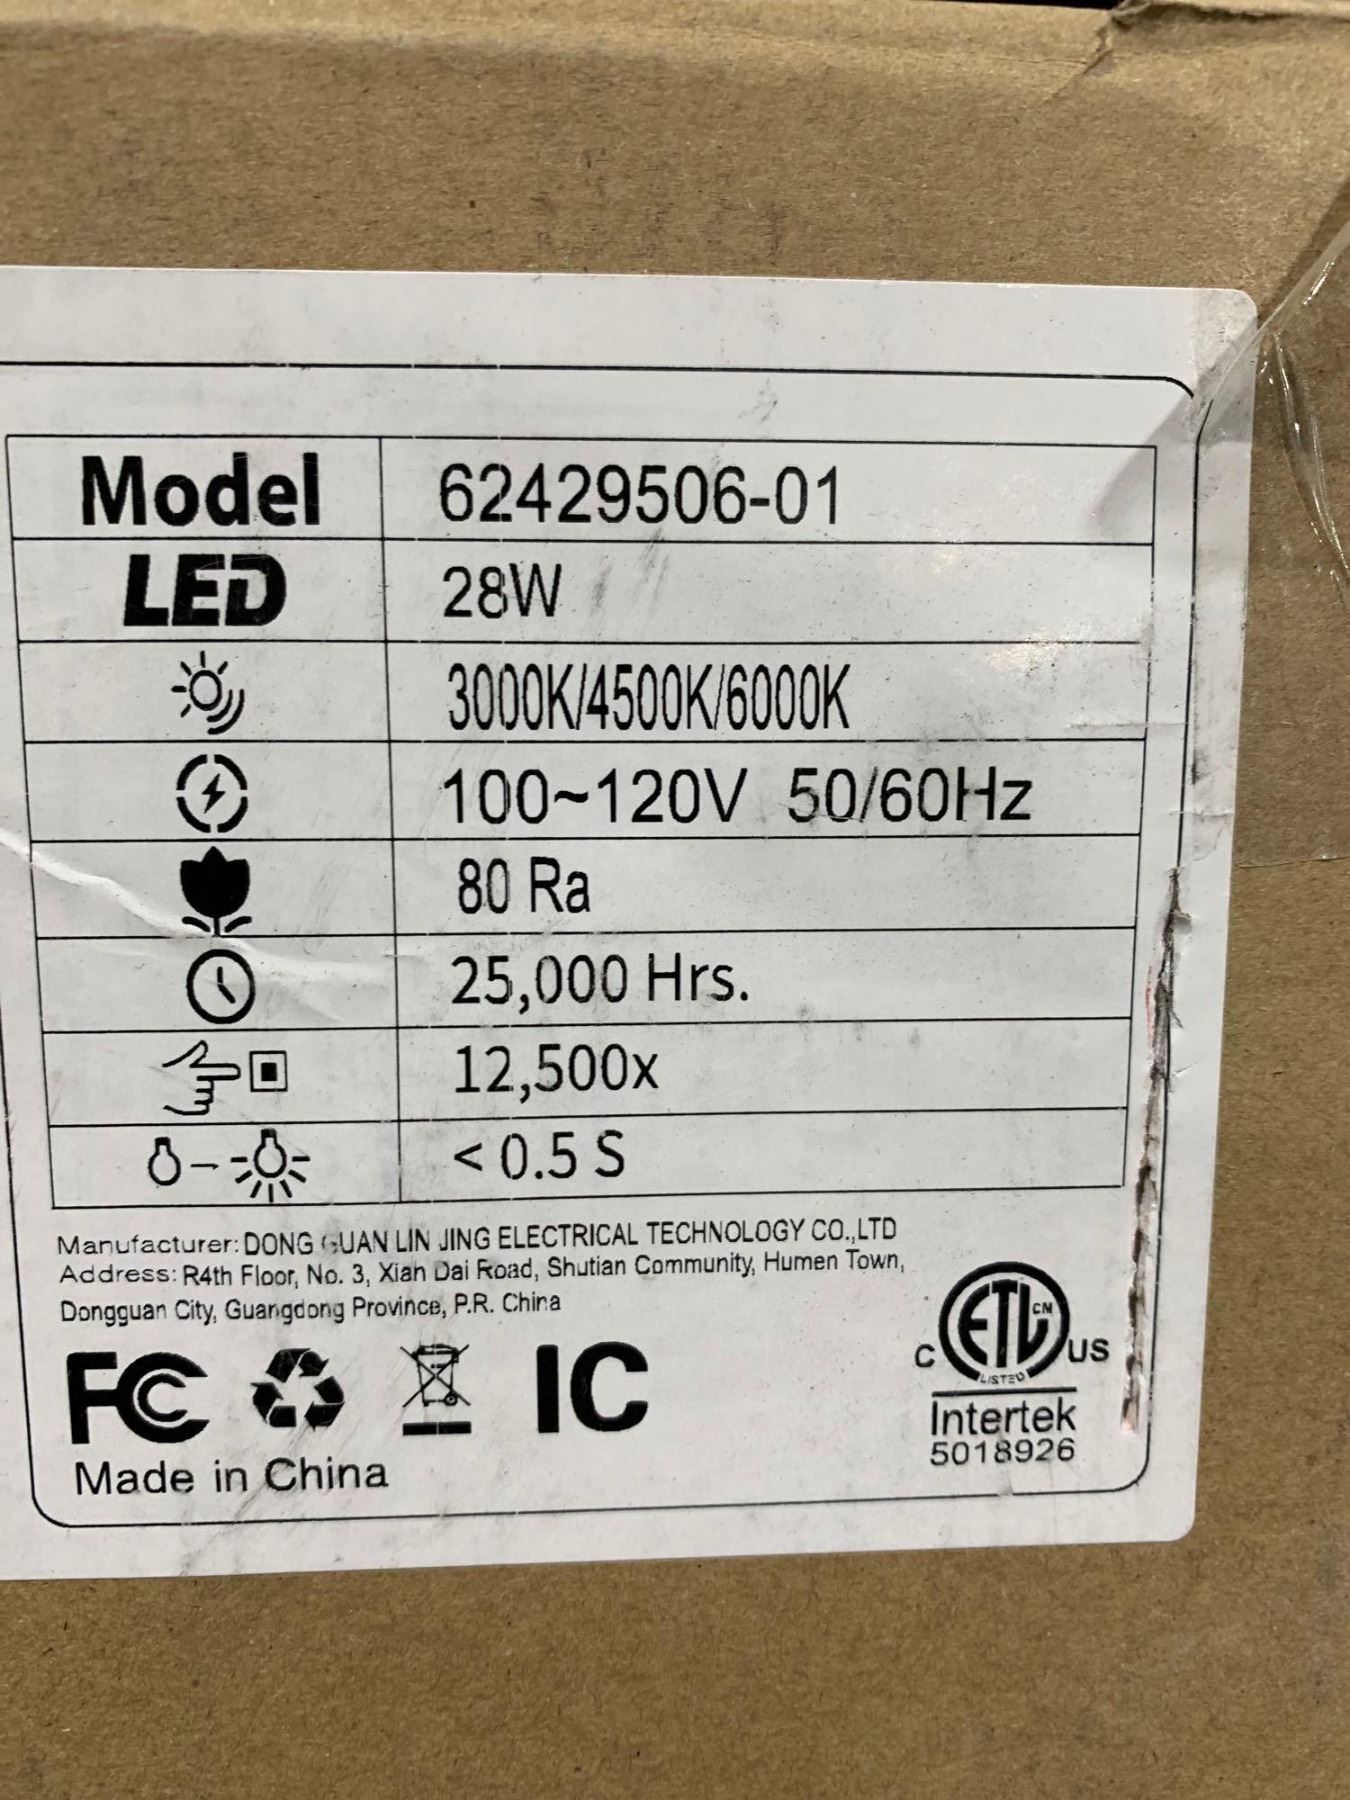 Model 62429506-01
LED 28W
3000K/4500K/6000K
100~120V 50/60Hz
80 Ra
25,000 Hrs.
12,500x
< 0.5 S
Manufacturer: DONG GUAN LIN JING ELECTRICAL TECHNOLOGY CO.,LTD
Address: R4th Floor, No. 3, Xian Dai Road, Shutian Community, Humen Town,
Dongguan City, Guangdong Province, P.R. China
FC IC
C ETL CM US
LISTED
Intertek
5018926
Made in China